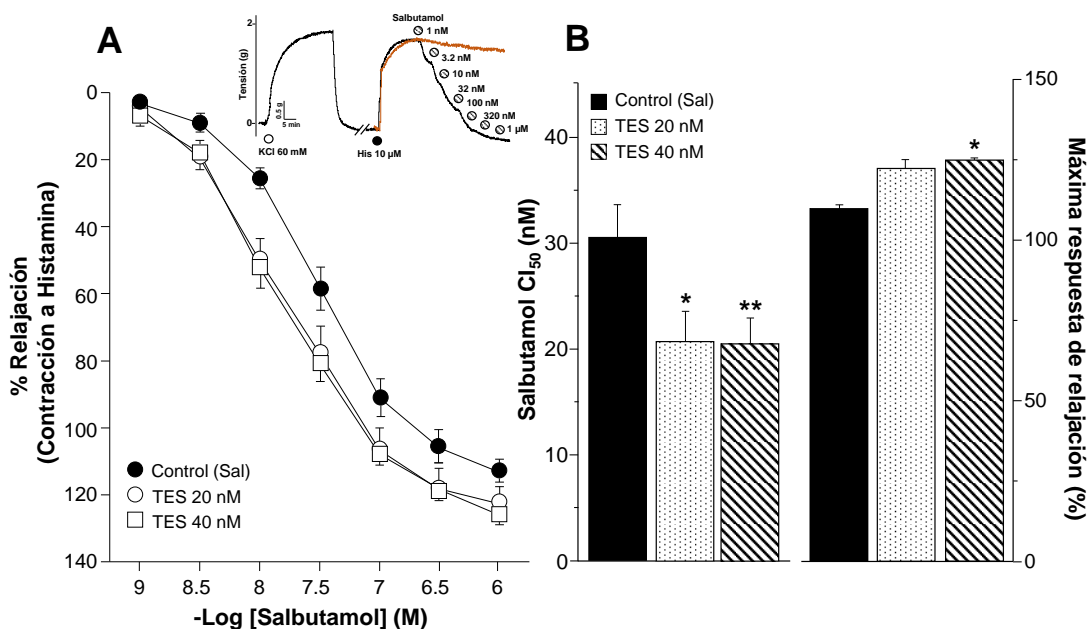 A
% Relajación
(Contracción a Histamina)
0
20
40
60
80
100
120
140
9
8.5
8
7.5
7
6.5
6
-Log [Salbutamol] (M)
Control (Sal)
TES 20 nM
TES 40 nM
Tensión (g)
2
1
0
0.5 g
5 min
KCl 60 mM
His 10 µM
Salbutamol
1 nM
3.2 nM
10 nM
32 nM
100 nM
320 nM
1 µM
B
Salbutamol CI50 (nM)
40
30
20
10
0
Control (Sal)
TES 20 nM
TES 40 nM
*
**
*
150
100
50
0
Máxima respuesta de relajación (%)